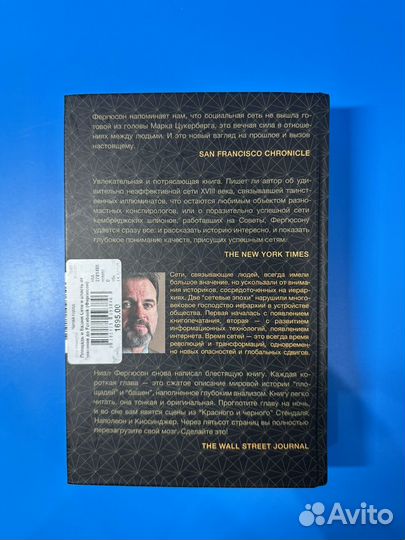 Фергюсон напоминает нам, что социальная сеть не вышла го-
товой из головы Марка Цукерберга, это вечная сила в отноше-
ниях между людьми. И это новый взгляд на прошлое и вызов
настоящему.
SAN FRANCISCO CHRONICLE
Увлекательная и потрясающая книга. Пишет ли автор об уди-
вительно неэффективной сети XVIII века, связывавшей таинст-
венных иллюминатов, что остаются любимым объектом разно-
мастных конспирологов, или о поразительно успешной сети
кембриджских шпионов, работавших на Советы, Фергюсону
удается сразу все: и рассказать историю интересно, и показать
глубокое понимание качеств, присущих успешным сетям.
THE NEW YORK TIMES
Сети, связывающие людей, всегда имели
большое значение, но ускользали от внима-
ния историков, сосредоточенных на иерар-
хиях. Две "сетевые эпохи" нарушили много-
вековое господство иерархий в устройстве
общества. Первая началась с появлением
книгопечатания, вторая — с развитием
информационных технологий, появлением
интернета. Время сетей — это всегда время
революций и трансформаций, одновремен-
но новых опасностей и глобальных сдвигов.
1695.00
Ниал Фергюсон снова написал блестящую книгу. Каждая ко-
роткая глава — это сжатое описание мировой истории "пло-
щадей" и "башен", наполненное глубоким анализом. Книгу легко
читать, она тонкая и оригинальная. Проглотите главу на ночь,
и во сне вам явятся сцены из "Красного и черного" Стендаля,
Наполеон и Киссинджер. Через пятьсот страниц вы полностью
перезагрузите свой мозг. Сделайте это!
THE WALL STREET JOURNAL
Avito